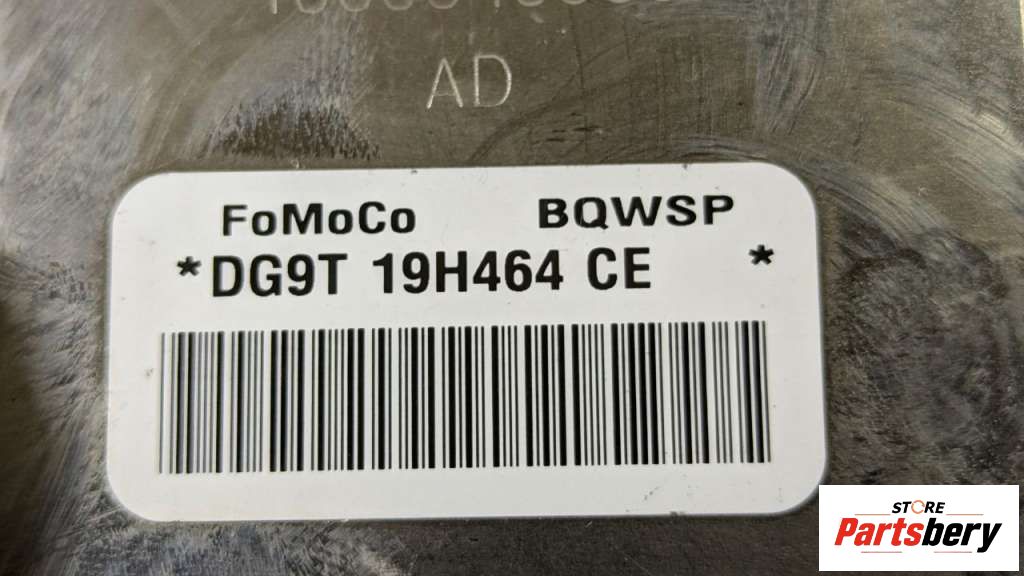 AD
FoMoCo BQWSP
*DG9T 19H464 CE *
STORE
Partsbery